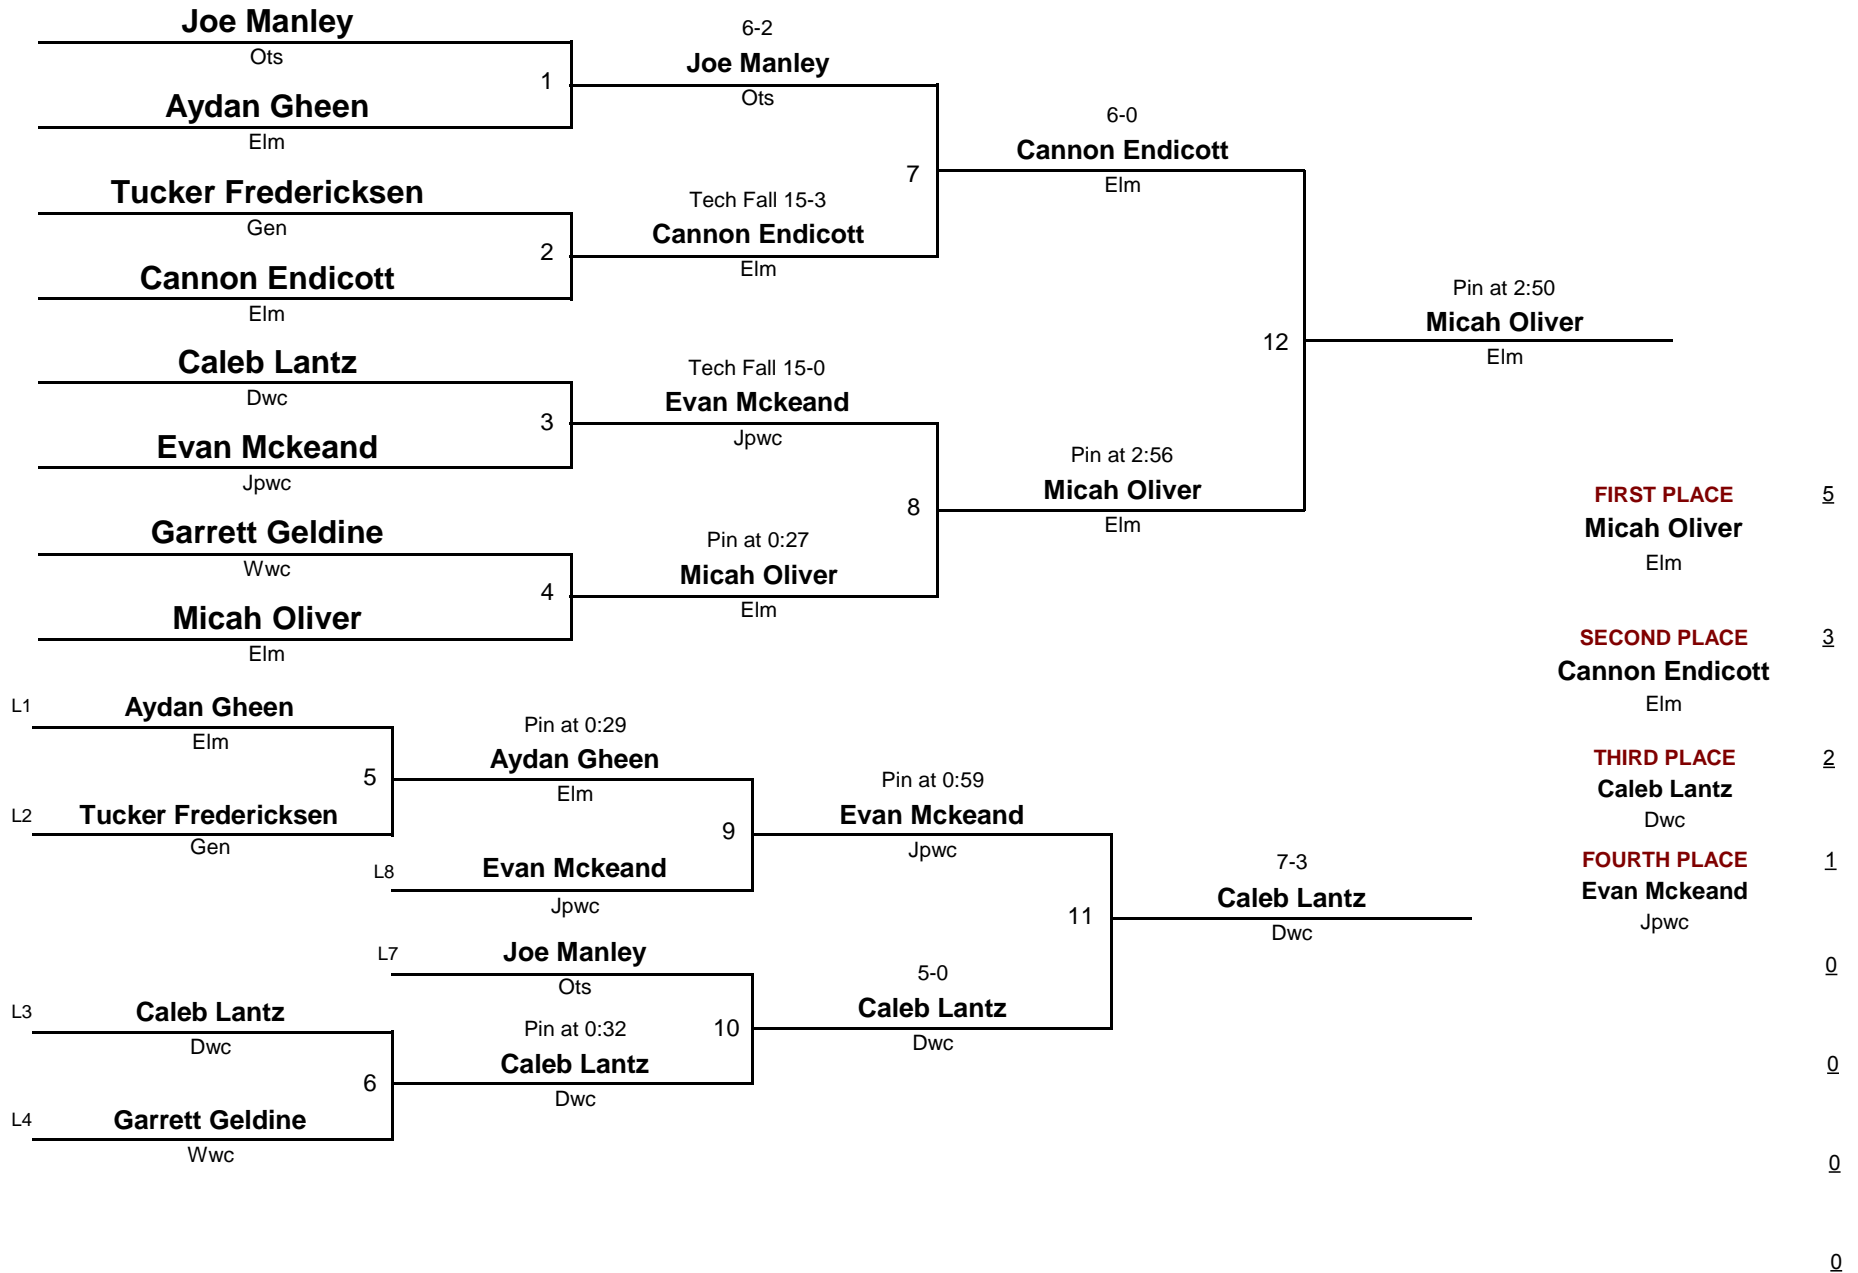 Joe Manley
Ots
1
Aydan Gheen
Elm
Tucker Fredericksen
Gen
2
Cannon Endicott
Elm
Caleb Lantz
Dwc
3
Evan Mckeand
Jpwc
Garrett Geldine
Wwc
4
Micah Oliver
Elm
6-2
Joe Manley
Ots
7
Tech Fall 15-3
Cannon Endicott
Elm
Tech Fall 15-0
Evan Mckeand
Jpwc
8
Pin at 0:27
Micah Oliver
Elm
6-0
Cannon Endicott
Elm
12
Pin at 2:56
Micah Oliver
Elm
Pin at 2:50
Micah Oliver
Elm
L1 Aydan Gheen
Elm
5
L2 Tucker Fredericksen
Gen
L3 Caleb Lantz
Dwc
6
L4 Garrett Geldine
Wwc
Pin at 0:29
Aydan Gheen
Elm
9
L8 Evan Mckeand
Jpwc
L7 Joe Manley
Ots
10
Pin at 0:32
Caleb Lantz
Dwc
Pin at 0:59
Evan Mckeand
Jpwc
11
5-0
Caleb Lantz
Dwc
7-3
Caleb Lantz
Dwc
FIRST PLACE 5
Micah Oliver
Elm
SECOND PLACE 3
Cannon Endicott
Elm
THIRD PLACE 2
Caleb Lantz
Dwc
FOURTH PLACE 1
Evan Mckeand
Jpwc
0
0
0
0